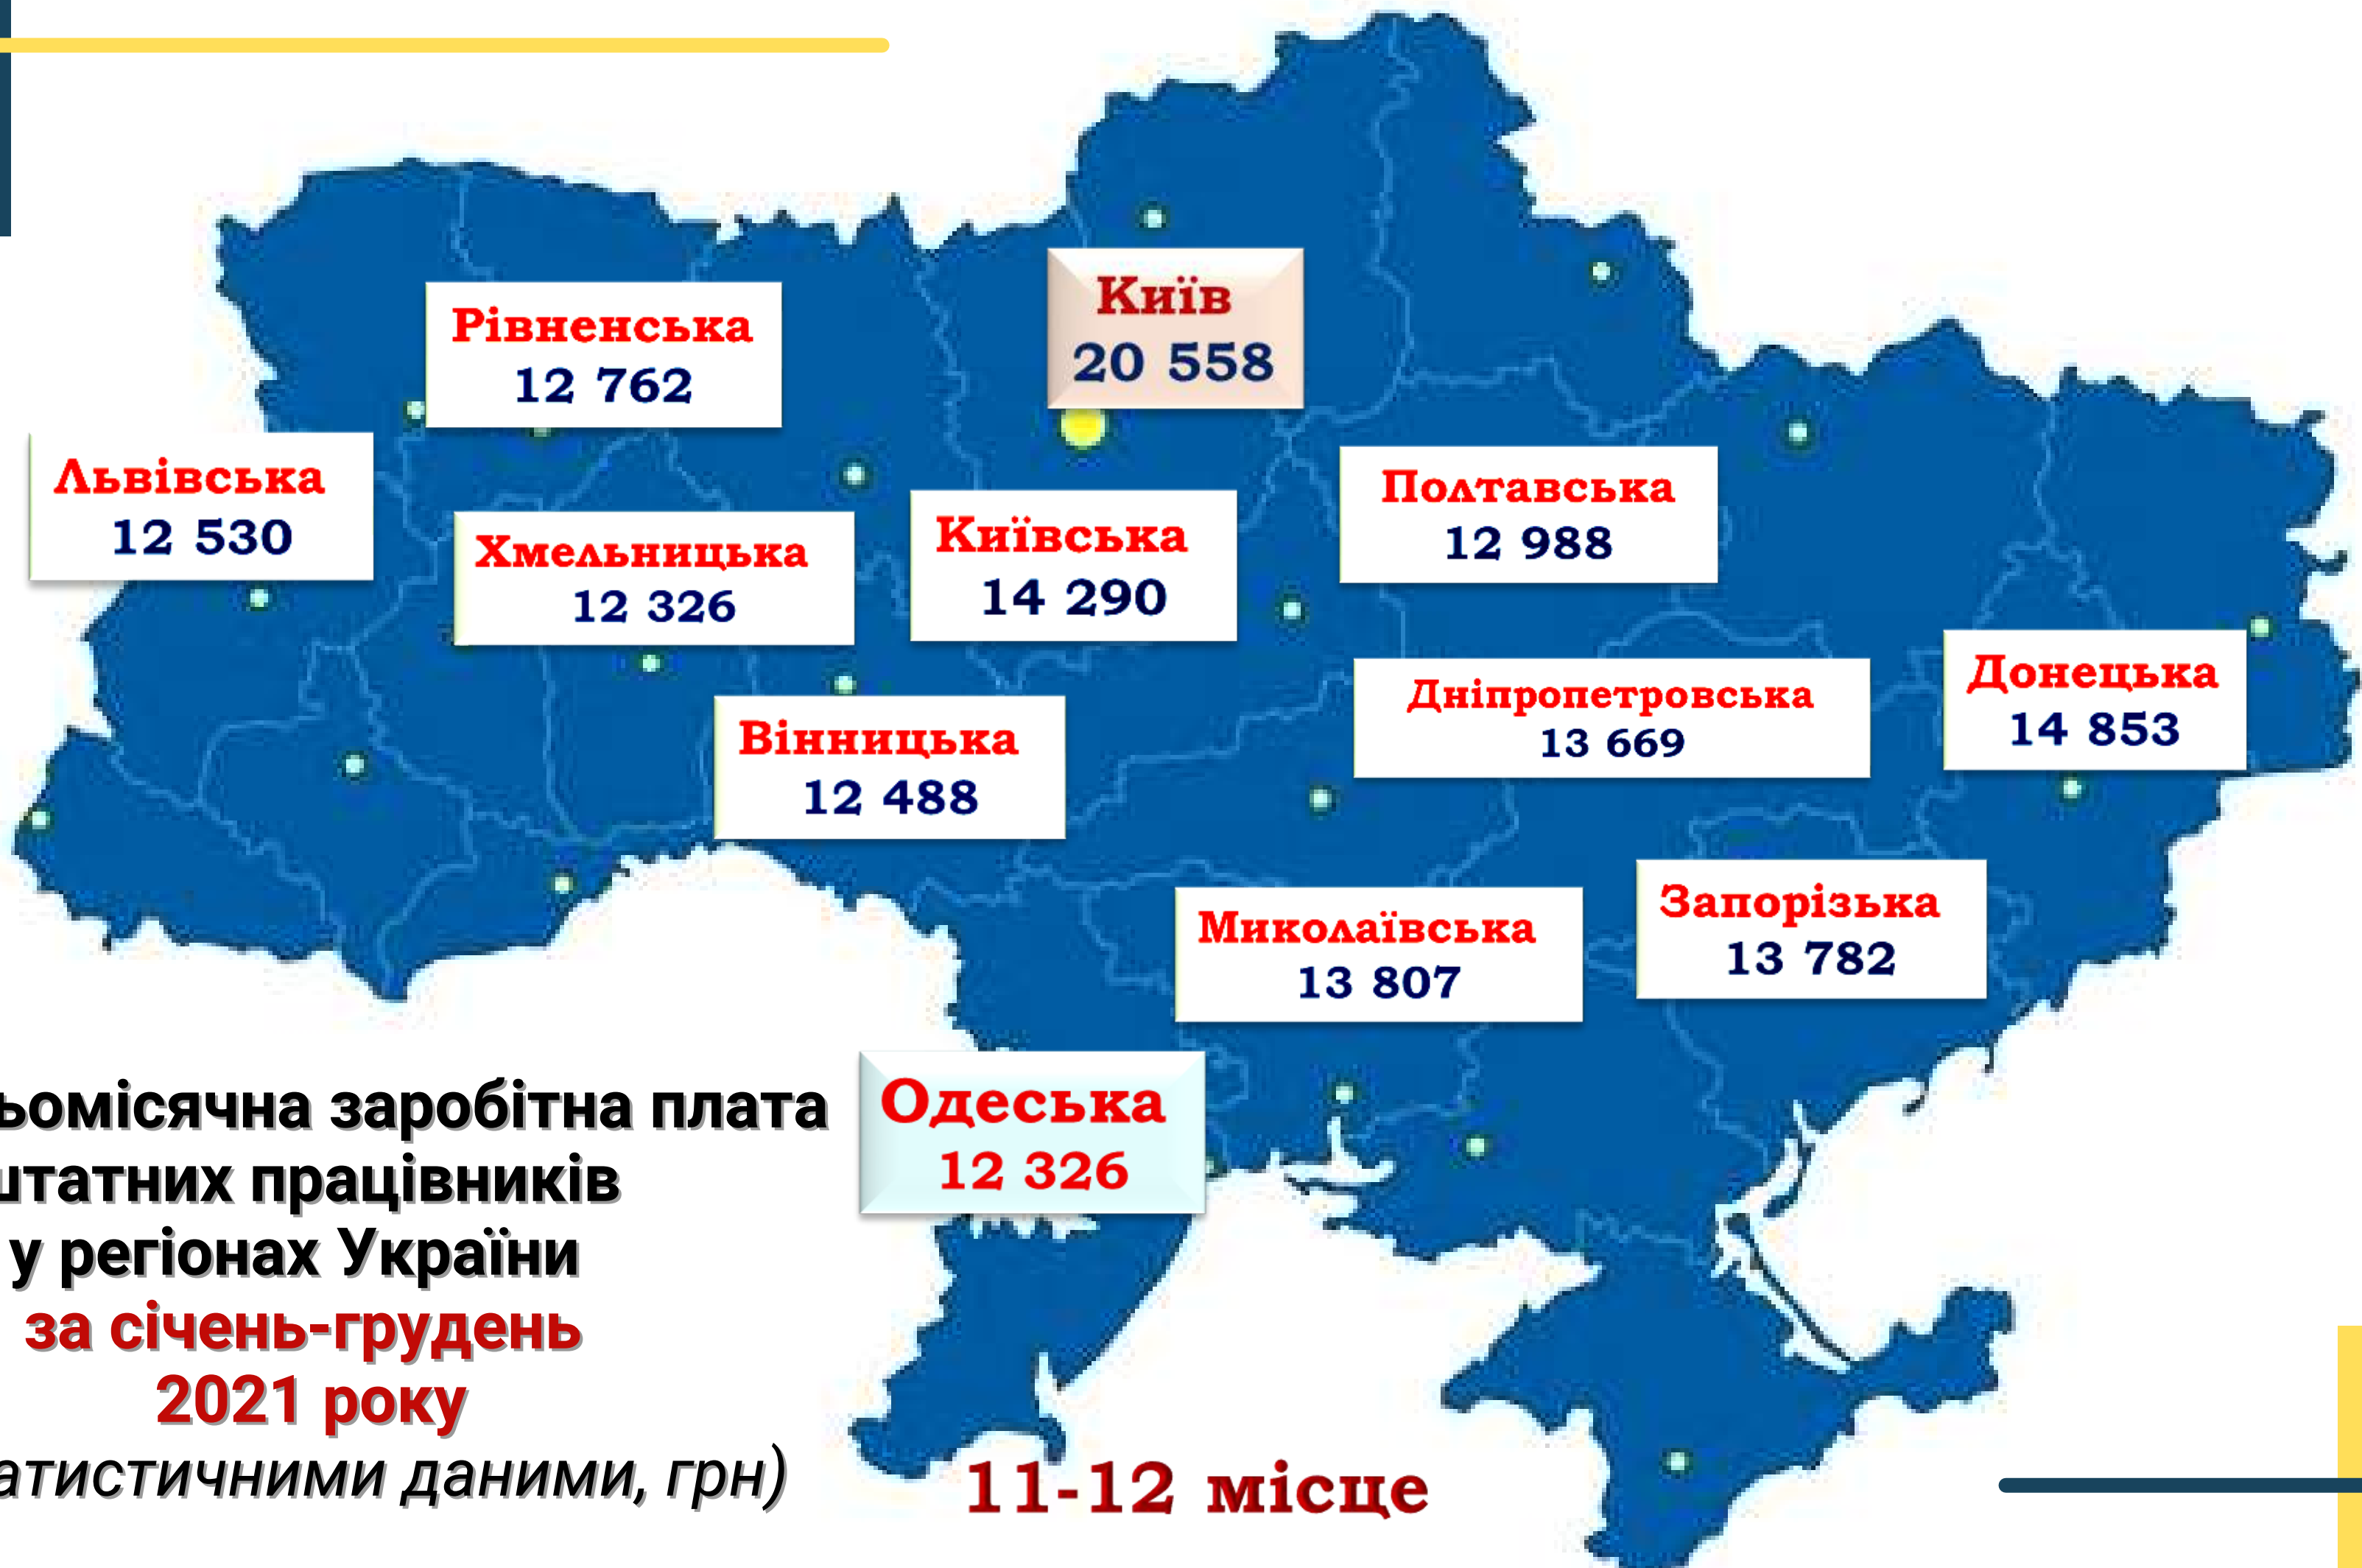 Київ
20 558
Рівненська
12 762
Львівська
12 530
Хмельницька
12 326
Київська
14 290
Полтавська
12 988
Вінницька
12 488
Дніпропетровська
13 669
Донецька
14 853
Миколаївська
13 807
Запорізька
13 782
Одеська
12 326
ьомісячна заробітна плата
штатних працівників
у регіонах України
за січень-грудень
2021 року
атистичними даними, грн)
11-12 місце